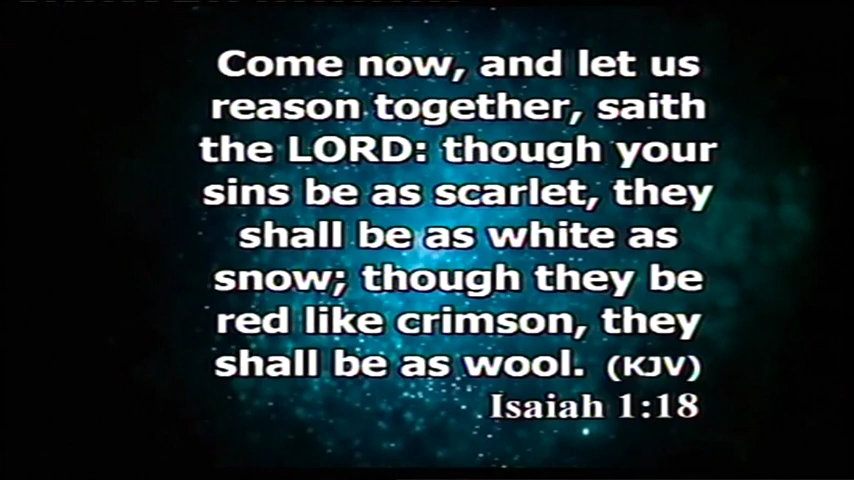 Come now, and let us
reason together, saith
the LORD: though your
sins be as scarlet, they
shall be as white as
snow; though they be
red like crimson, they
shall be as wool. (KJV)
Isaiah 1:18